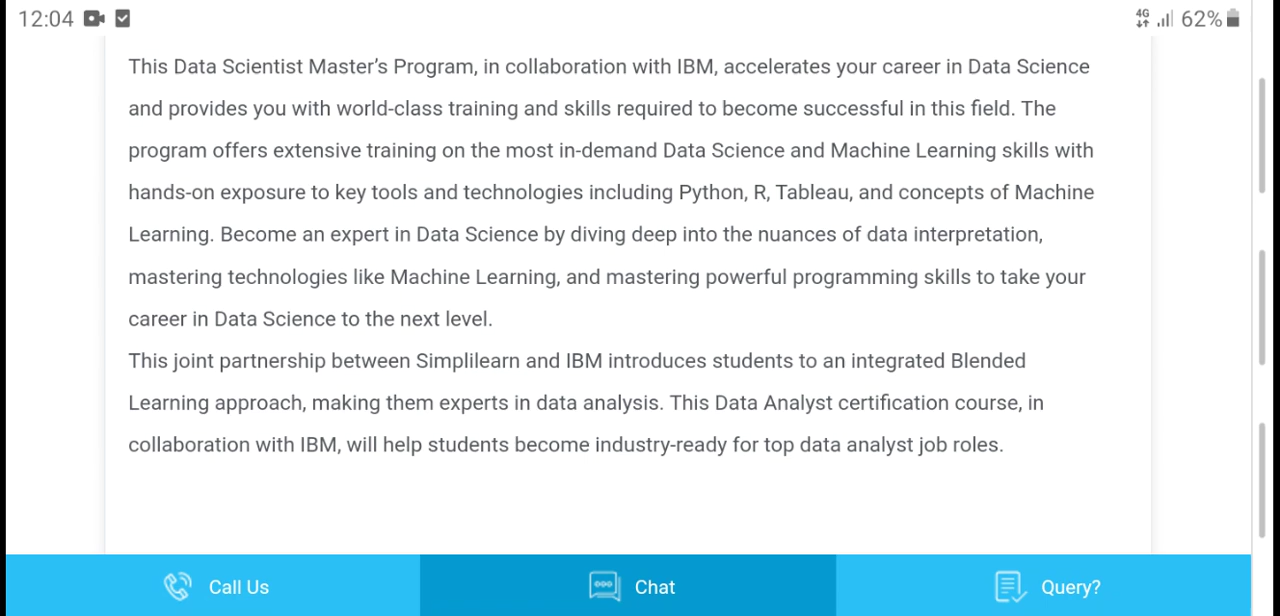 12:04
4G
62%
This Data Scientist Master’s Program, in collaboration with IBM, accelerates your career in Data Science
and provides you with world-class training and skills required to become successful in this field. The
program offers extensive training on the most in-demand Data Science and Machine Learning skills with
hands-on exposure to key tools and technologies including Python, R, Tableau, and concepts of Machine
Learning. Become an expert in Data Science by diving deep into the nuances of data interpretation,
mastering technologies like Machine Learning, and mastering powerful programming skills to take your
career in Data Science to the next level.
This joint partnership between Simplilearn and IBM introduces students to an integrated Blended
Learning approach, making them experts in data analysis. This Data Analyst certification course, in
collaboration with IBM, will help students become industry-ready for top data analyst job roles.
Call Us
Chat
Query?